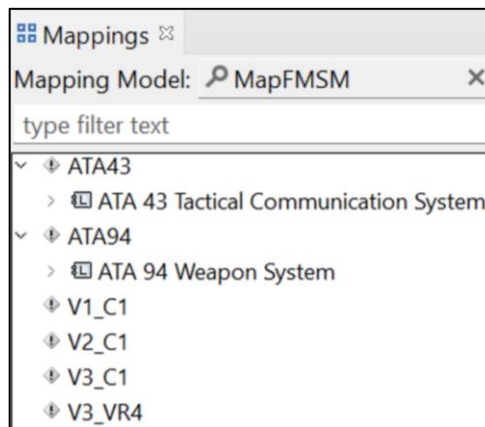 Mappings
Mapping Model: MapFMSM
type filter text
ATA43
ATA 43 Tactical Communication System
ATA94
ATA 94 Weapon System
V1_C1
V2_C1
V3_C1
V3_VR4